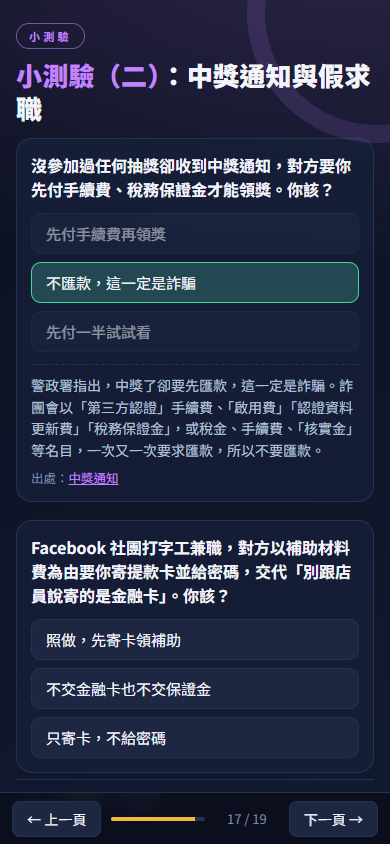 小測驗
小測驗（二）：中獎通知與假求
職
沒參加過任何抽獎卻收到中獎通知，對方要你
先付手續費、稅務保證金才能領獎。你該？
先付手續費再領獎
不匯款，這一定是詐騙
先付一半試試看
警政署指出，中獎了卻要先匯款，這一定是詐騙。詐
團會以「第三方認證」手續費、「啟用費」「認證資料
更新費」「稅務保證金」，或稅金、手續費、「核實金」
等名目，一次又一次要求匯款，所以不要匯款。
出處：中獎通知
Facebook 社團打字工兼職，對方以補助材料
費為由要你寄提款卡並給密碼，交代「別跟店
員說寄的是金融卡」。你該？
照做，先寄卡領補助
不交金融卡也不交保證金
只寄卡，不給密碼
← 上一頁
17 / 19
下一頁 →